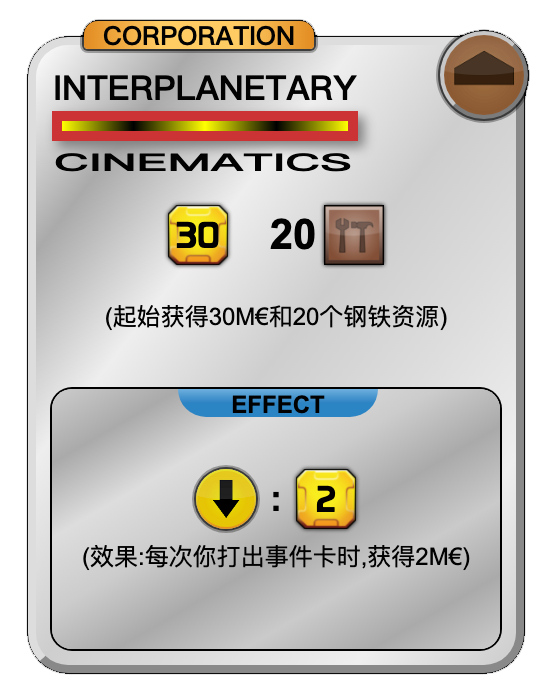 CORPORATION
INTERPLANETARY
CINEMATICS
30 20
(起始获得30M€和20个钢铁资源)
EFFECT
: 2
(效果:每次你打出事件卡时,获得2M€)